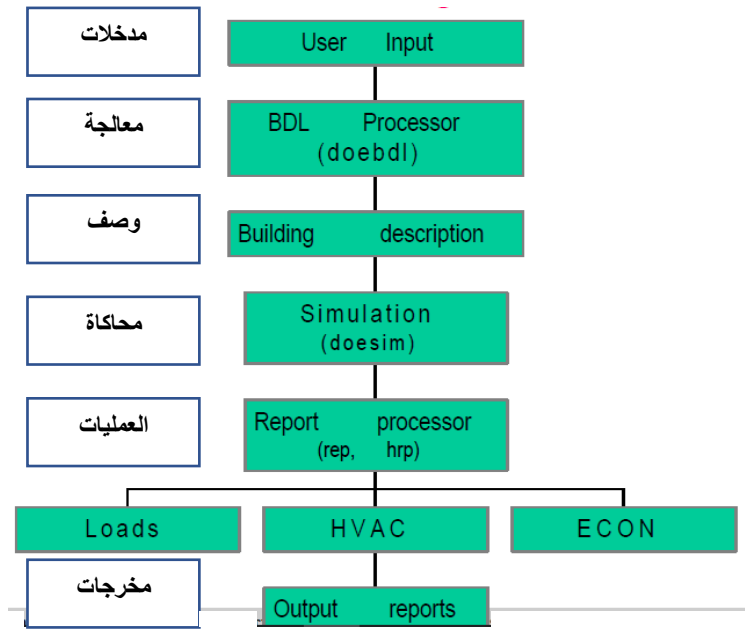 مدخلات
User Input
معالجة
BDL Processor
(doebdl)
وصف
Building description
محاكاة
Simulation
(doesim)
العمليات
Report processor
(rep, hrp)
Loads
HVAC
ECON
مخرجات
Output reports